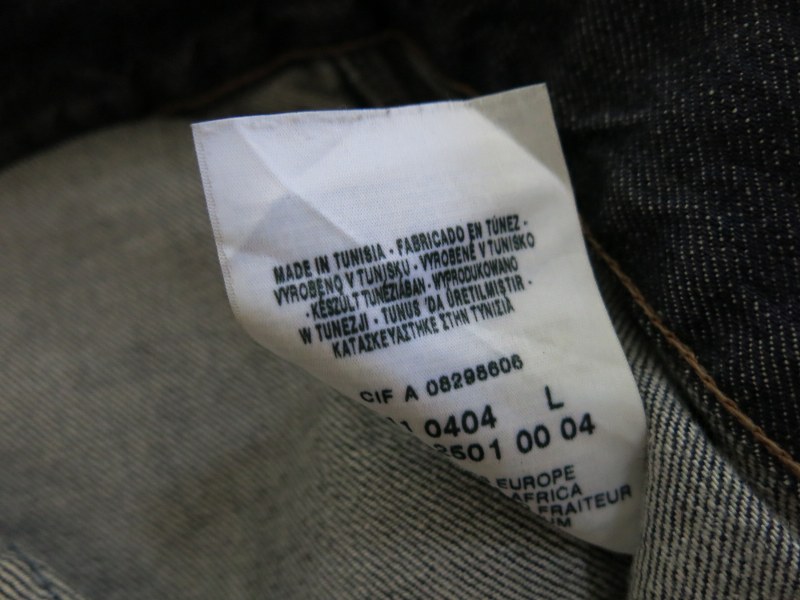 MADE IN TUNISIA · FABRICADO EN TÚNEZ ·
VYROBENO V TUNISKU · VYROBENÉ V TUNISKO
· KÉSZÜLT TUNÉZIÁBAN · WYPRODUKOWANO
W TUNEZJI · TUNUS 'DA ÜRETILMISTIR ·
ΚΑΤΑΣΚΕΥΑΣΤΗΚΕ ΣΤΗΝ ΤΥΝΙΖΙΑ
CIF A 08298606
0404 L
2501 00 04
EUROPE
AFRICA
FRAITEUR